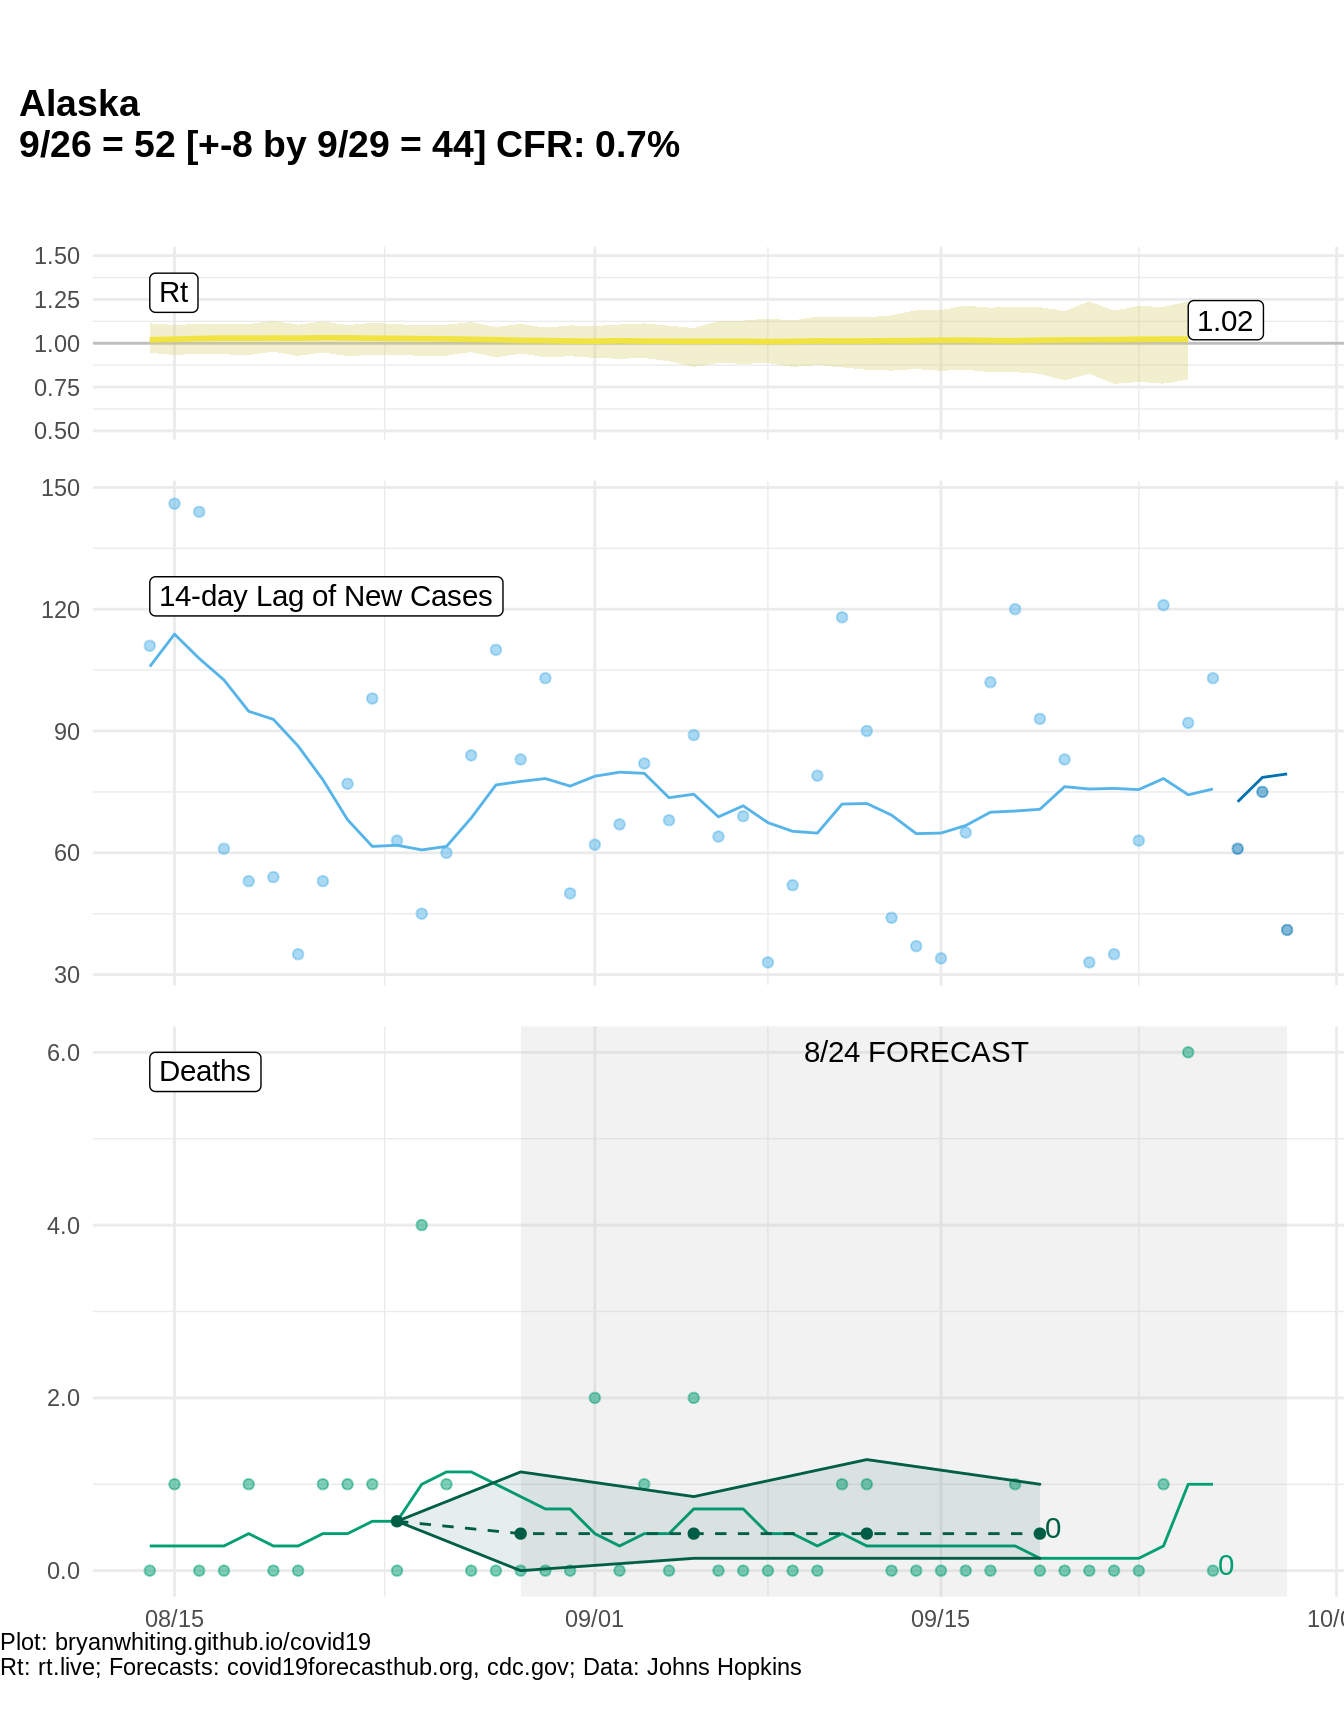 Alaska
9/26 = 52 [+-8 by 9/29 = 44] CFR: 0.7%
1.50
Rt
1.25
1.02
1.00
0.75
0.50
150
14-day Lag of New Cases
120
90
60
30
8/24 FORECAST
6.0
Deaths
4.0
2.0
0
0
0.0
08/15 09/01 09/15
Plot: bryanwhiting.github.io/covid19
Rt: rt.live; Forecasts: covid19forecasthub.org, cdc.gov; Data: Johns Hopkins